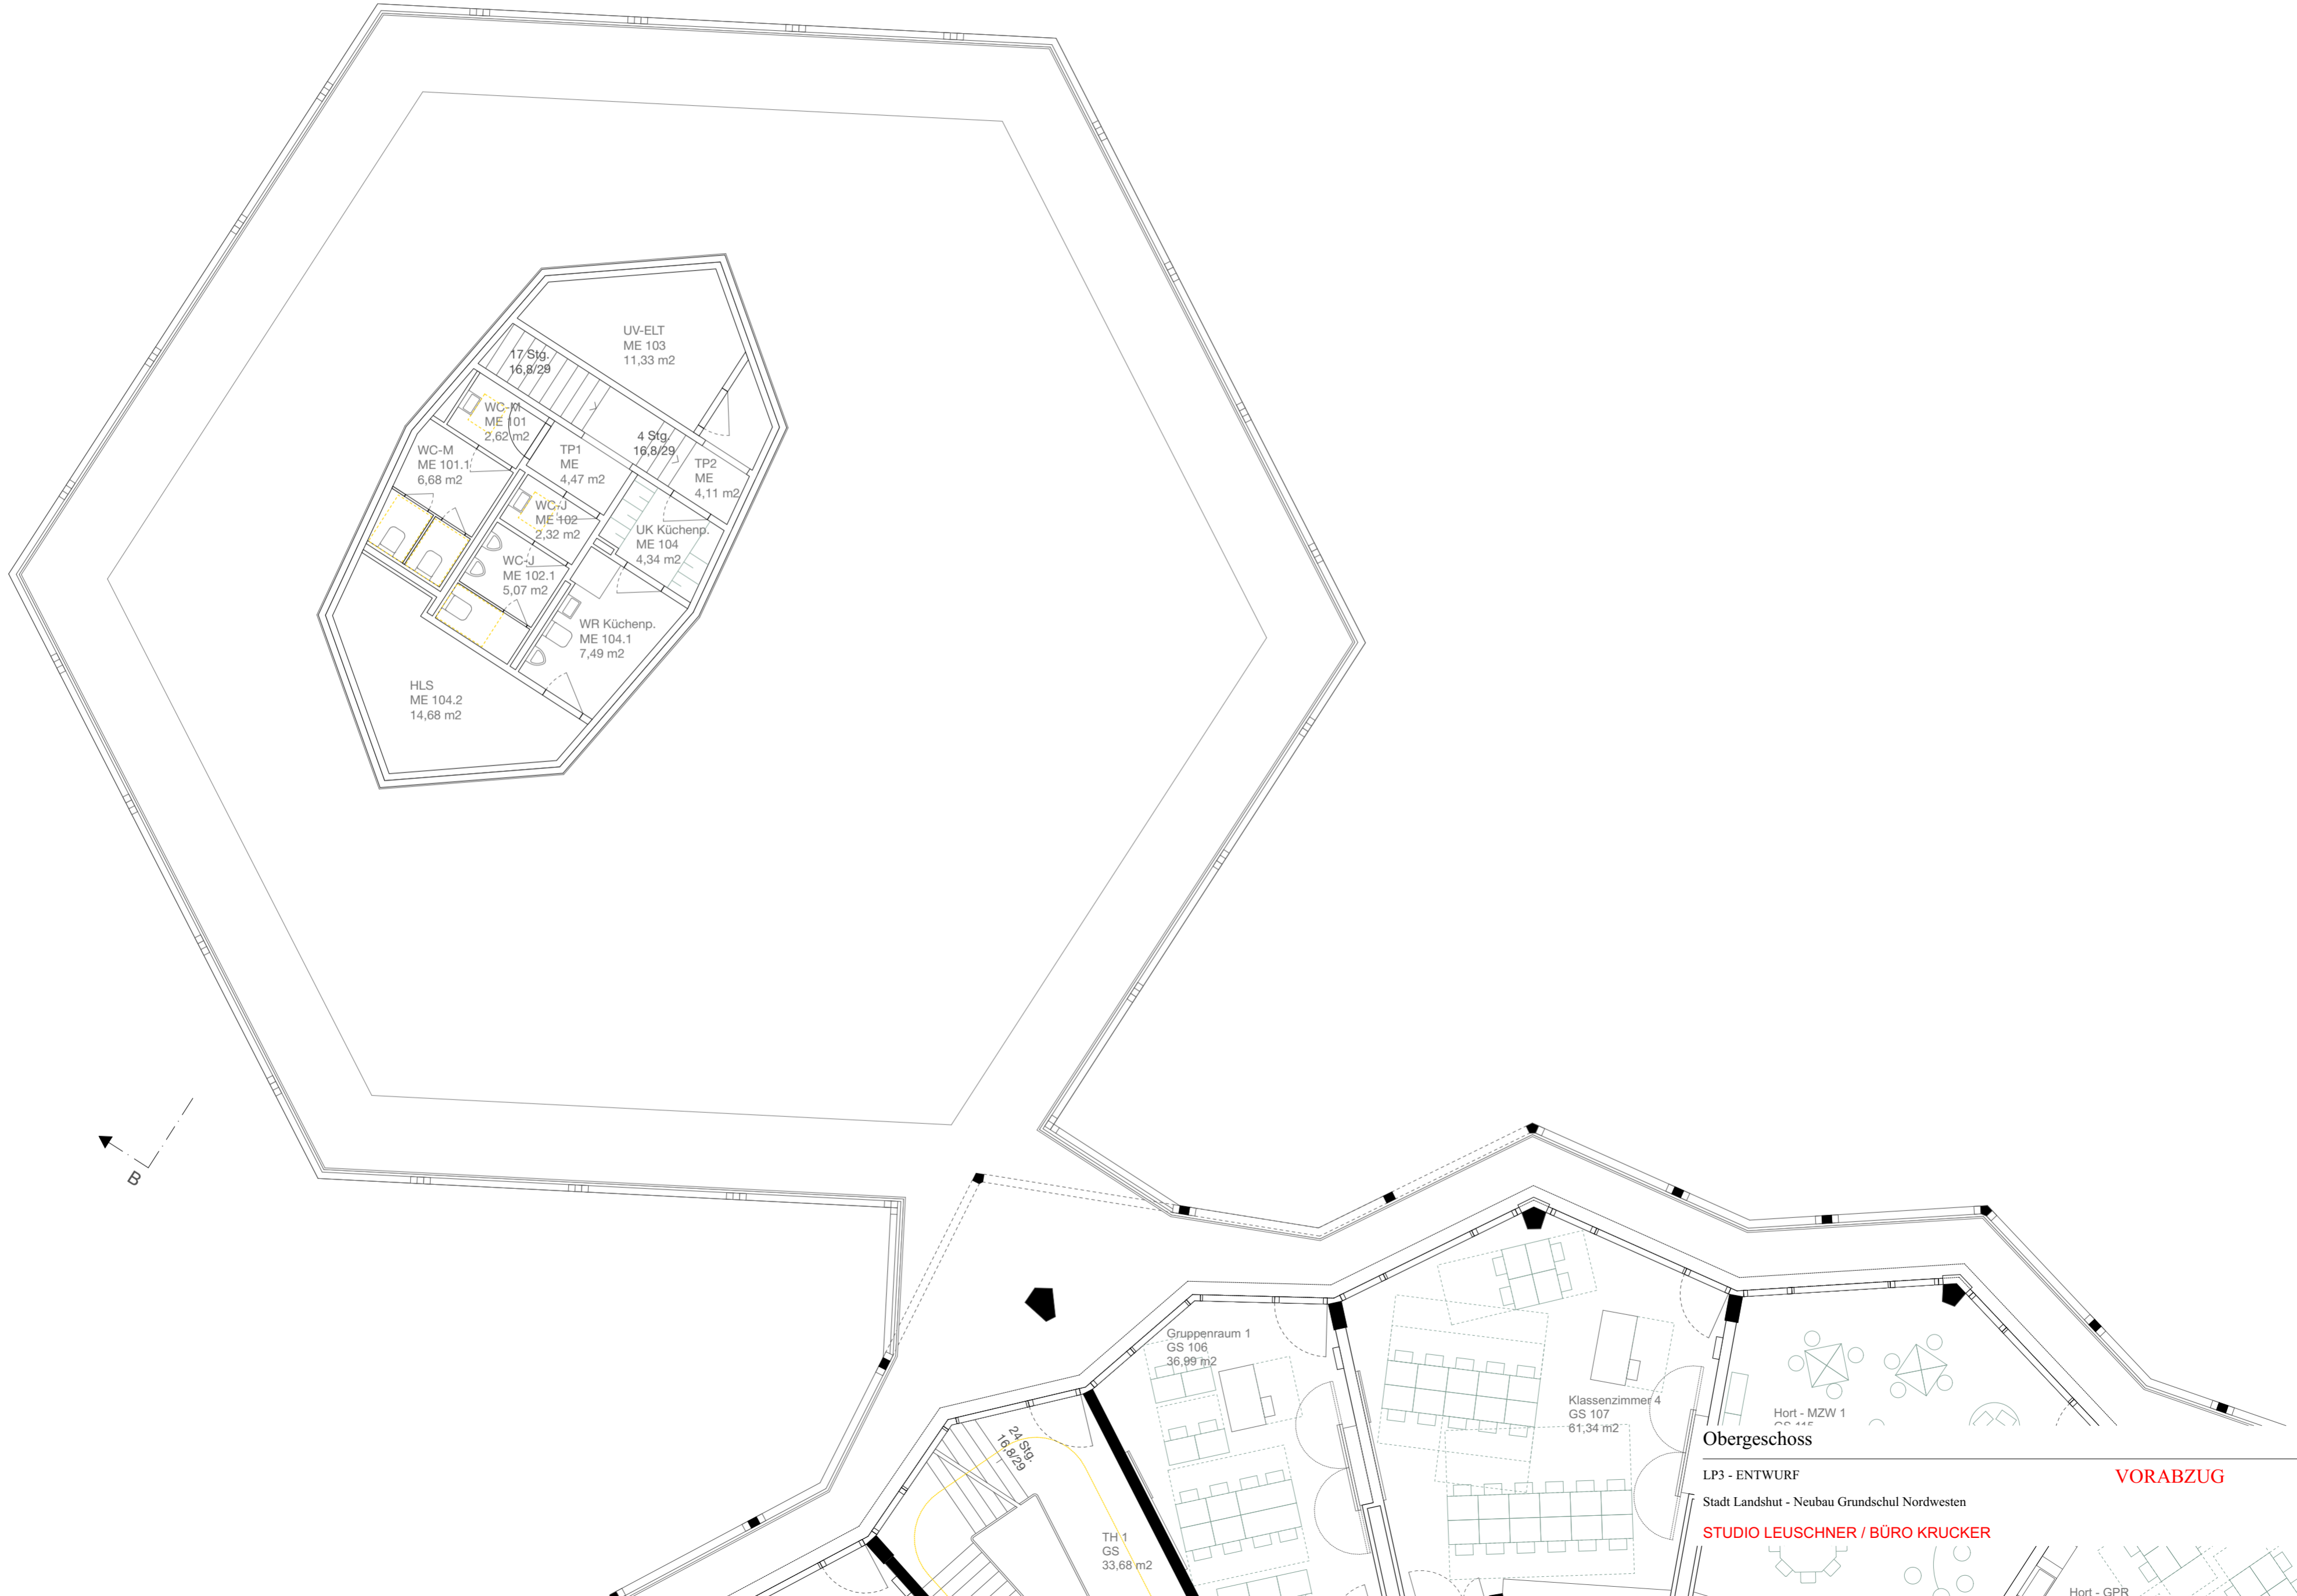 UV-ELT
ME 103
11,33 m2
17 Stg.
16,8/29
WC-M
ME 101
2,62 m2
4 Stg.
16,8/29
WC-M
ME 101.1
6,68 m2
TP1
ME
4,47 m2
TP2
ME
4,11 m2
WC-J
ME 102
2,32 m2
UK Küchenp.
ME 104
4,34 m2
WC-J
ME 102.1
5,07 m2
WR Küchenp.
ME 104.1
7,49 m2
HLS
ME 104.2
14,68 m2
B
Gruppenraum 1
GS 106
36,99 m2
Klassenzimmer 4
GS 107
61,34 m2
Hort - MZW 1
24 Stg.
16,8/29
TH 1
GS
33,68 m2
Obergeschoss
LP3 - ENTWURF
VORABZUG
Stadt Landshut - Neubau Grundschul Nordwesten
STUDIO LEUSCHNER / BÜRO KRUCKER
Hort - GPR